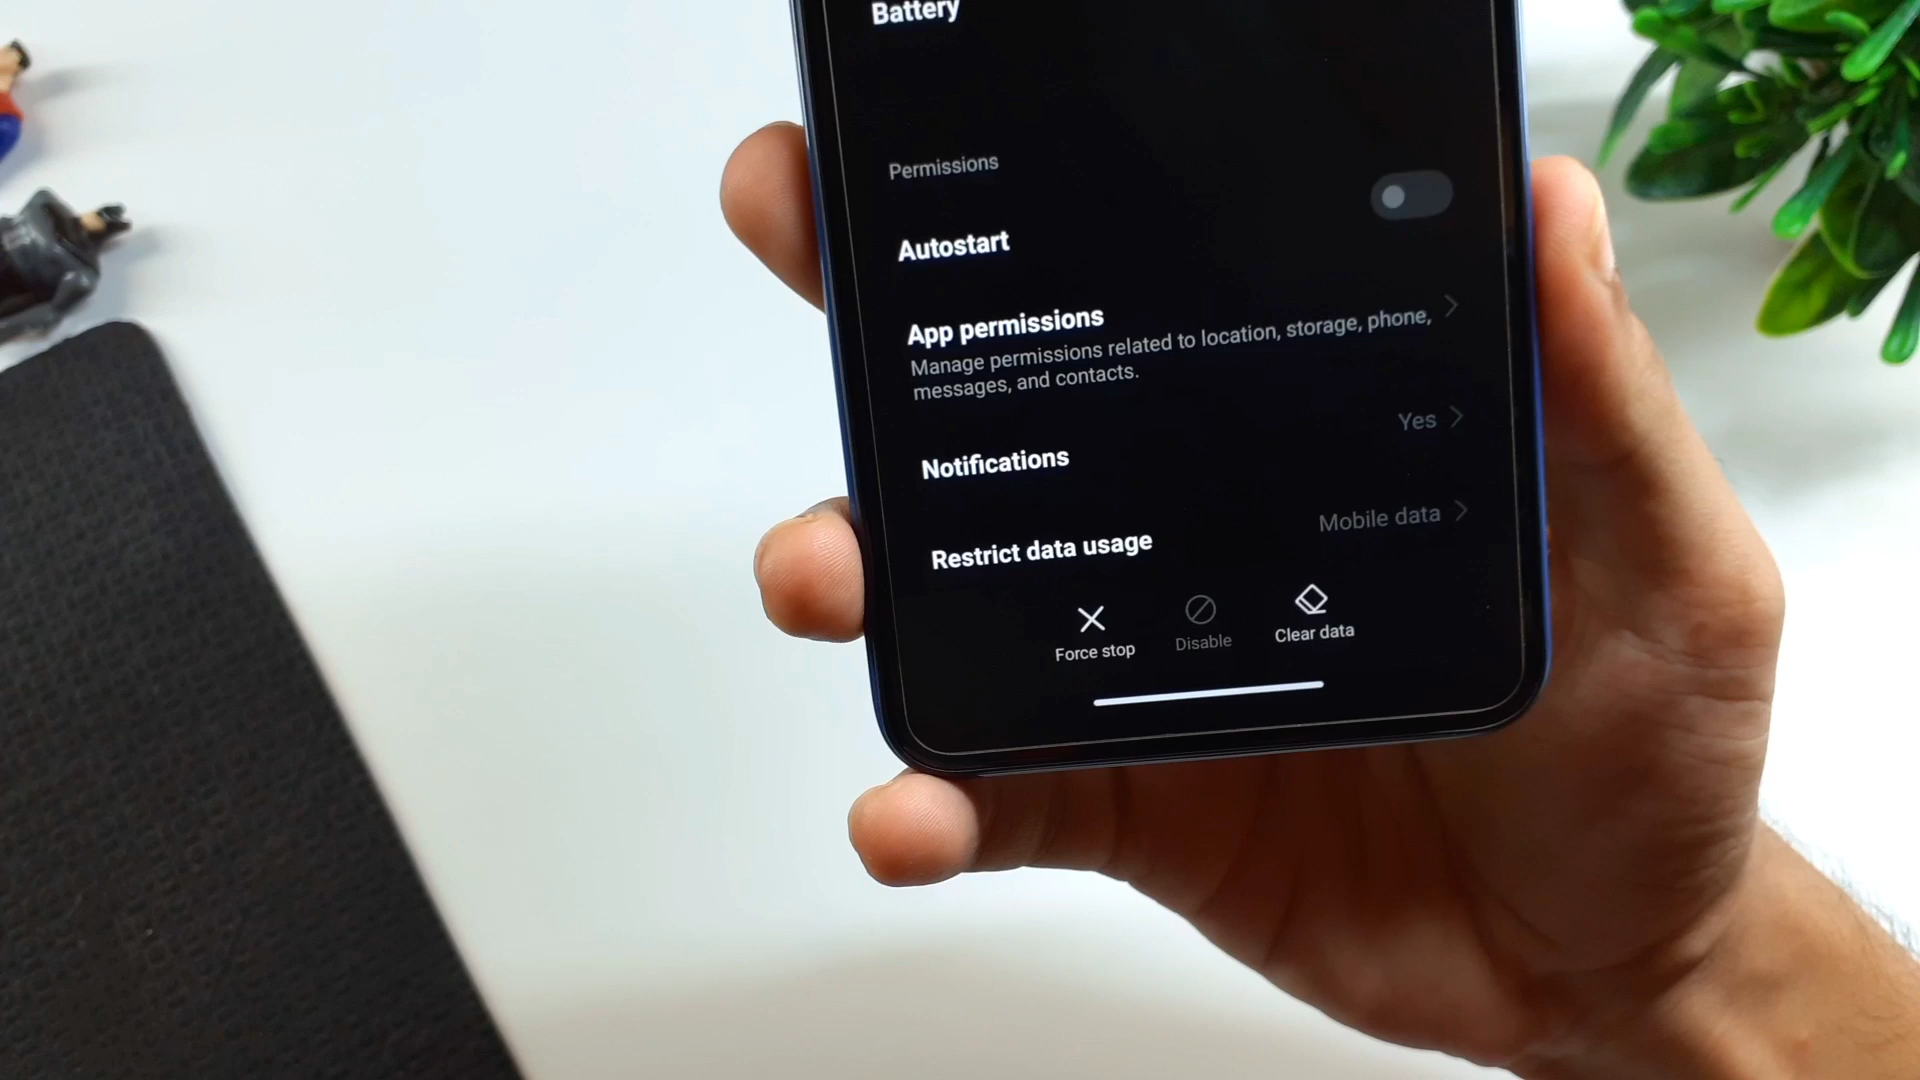 Battery
Permissions
Autostart
App permissions
Manage permissions related to location, storage, phone,
messages, and contacts.
Yes
Notifications
Mobile data
Restrict data usage
Force stop
Disable
Clear data